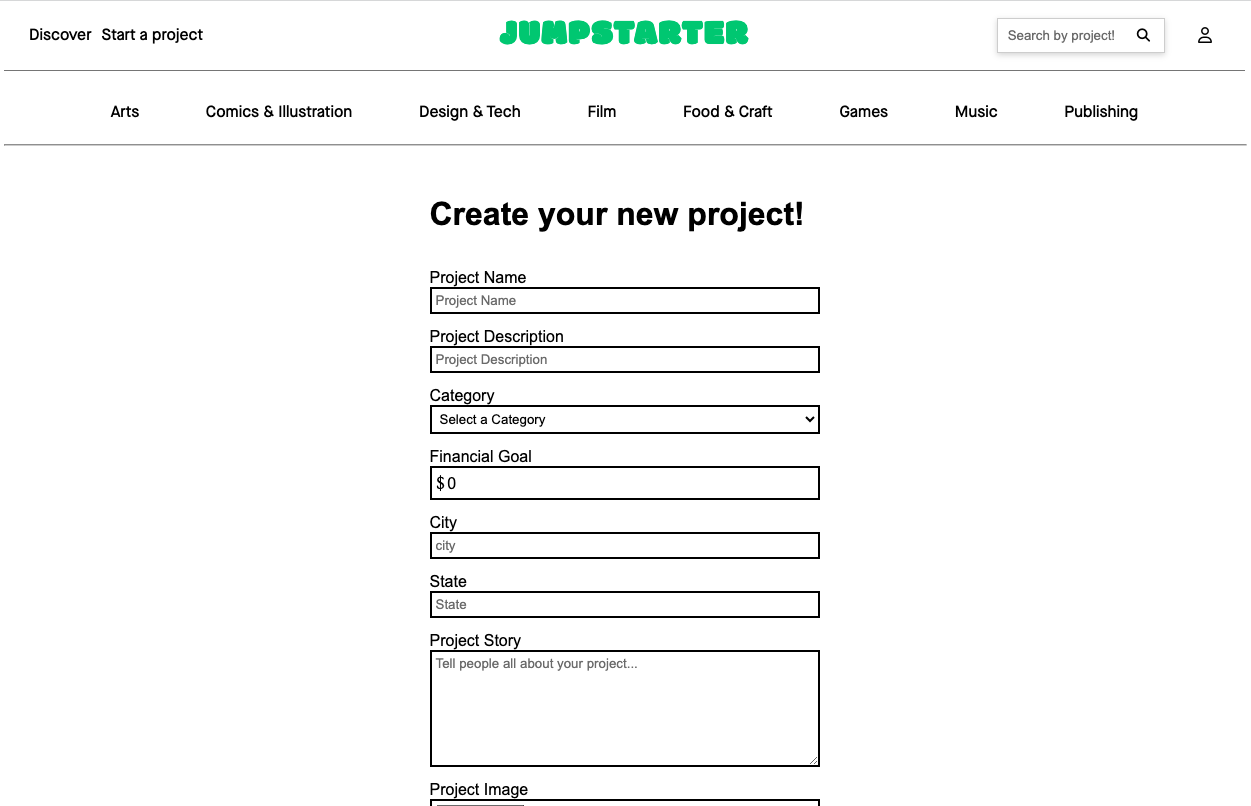 Discover Start a project JUMPSTARTER Search by project!
Arts Comics & Illustration Design & Tech Film Food & Craft Games Music Publishing
Create your new project!
Project Name
Project Name
Project Description
Project Description
Category
Select a Category
Financial Goal
$0
City
city
State
State
Project Story
Tell people all about your project...
Project Image